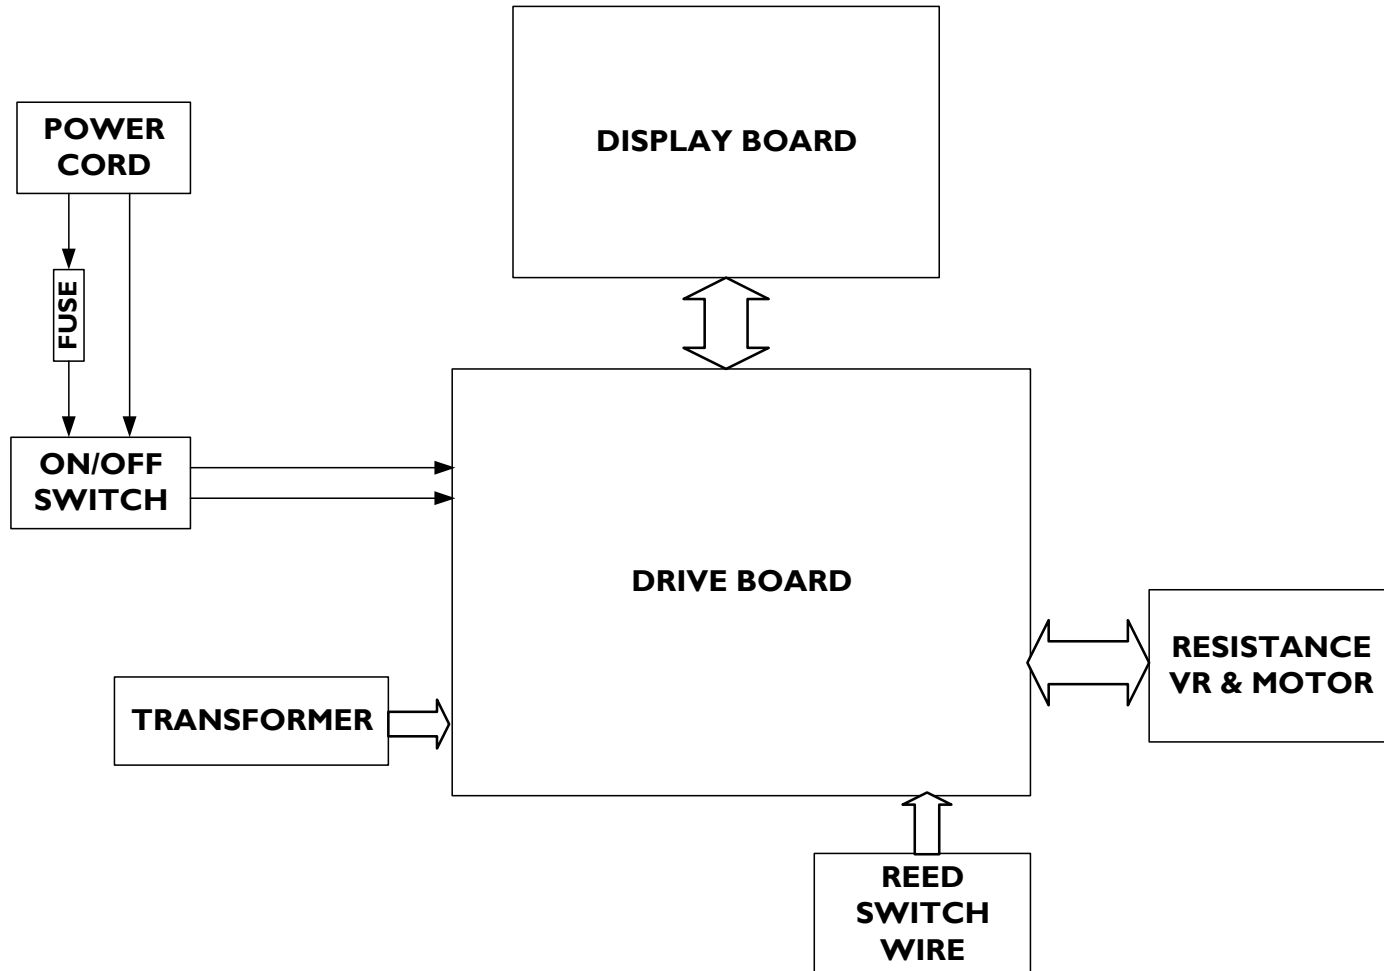 POWER
CORD
DISPLAY BOARD
FUSE
ON/OFF
SWITCH
DRIVE BOARD
RESISTANCE
VR & MOTOR
TRANSFORMER
REED
SWITCH
WIRE